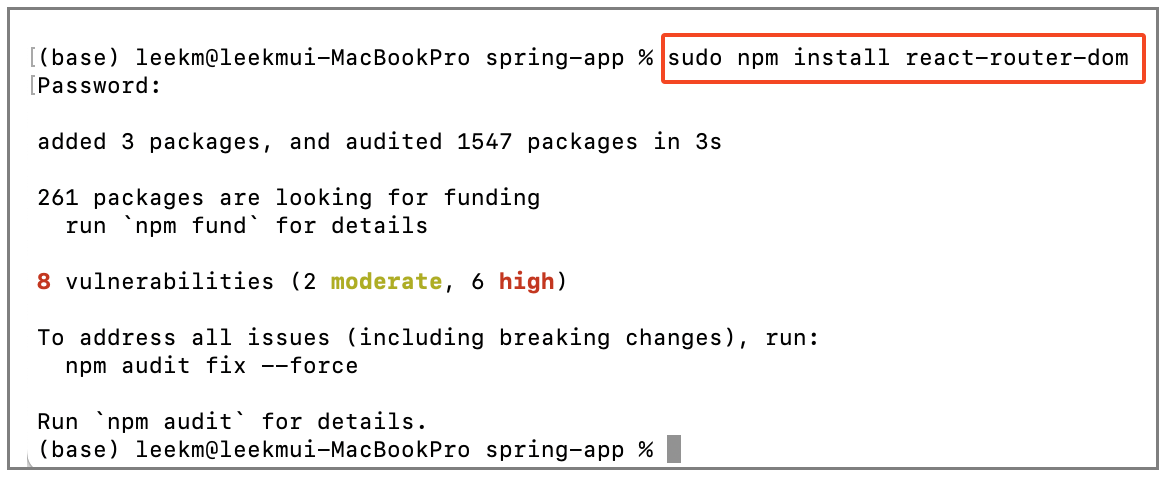 [(base) leekm@leekmui-MacBookPro spring-app % sudo npm install react-router-dom
[Password:
added 3 packages, and audited 1547 packages in 3s
261 packages are looking for funding
  run `npm fund` for details
8 vulnerabilities (2 moderate, 6 high)
To address all issues (including breaking changes), run:
  npm audit fix --force
Run `npm audit` for details.
(base) leekm@leekmui-MacBookPro spring-app %